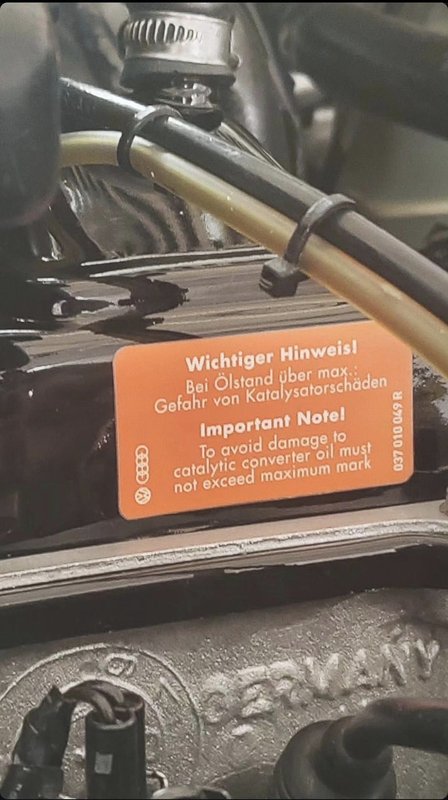 Wichtiger Hinweis!
Bei Ölstand über max.:
Gefahr von Katalysatorschäden
Important Note!
To avoid damage to
catalytic converter oil must
not exceed maximum mark
037 010 049 R
GERMANY